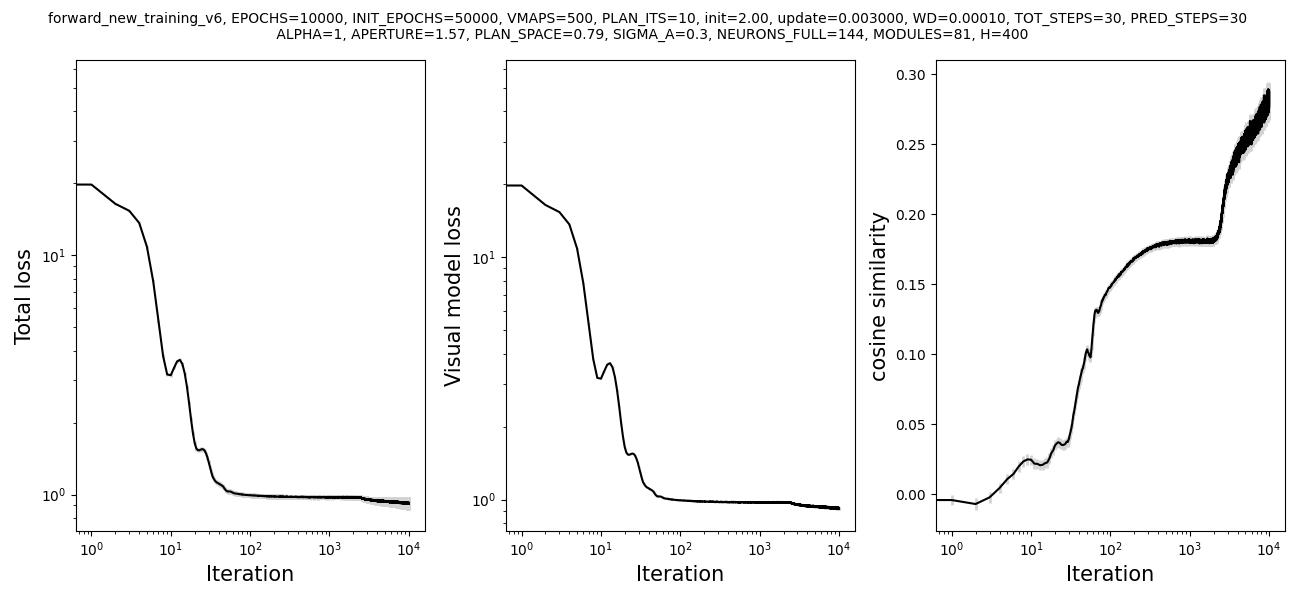 forward_new_training_v6, EPOCHS=10000, INIT_EPOCHS=50000, VMAPS=500, PLAN_ITS=10, init=2.00, update=0.003000, WD=0.00010, TOT_STEPS=30, PRED_STEPS=30
ALPHA=1, APERTURE=1.57, PLAN_SPACE=0.79, SIGMA_A=0.3, NEURONS_FULL=144, MODULES=81, H=400
Total loss
10¹
10⁰
10⁰ 10¹ 10² 10³ 10⁴
Iteration
Visual model loss
10¹
10⁰
10⁰ 10¹ 10² 10³ 10⁴
Iteration
cosine similarity
0.30
0.25
0.20
0.15
0.10
0.05
0.00
10⁰ 10¹ 10² 10³ 10⁴
Iteration